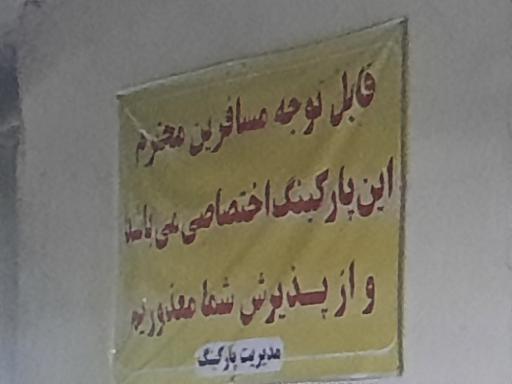 قابل توجه مسافرین محترم
این پارکینگ اختصاصی می باشد
و از پذیرش شما معذوریم
مدیریت پارکینگ